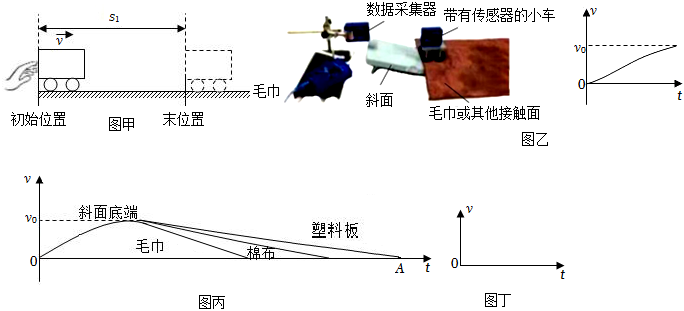 s₁
v
毛巾
初始位置
末位置
图甲
数据采集器
带有传感器的小车
斜面
毛巾或其他接触面
v
v₀
0
t
图乙
v
v₀
斜面底端
塑料板
毛巾
棉布
0
A
t
图丙
v
0
t
图丁